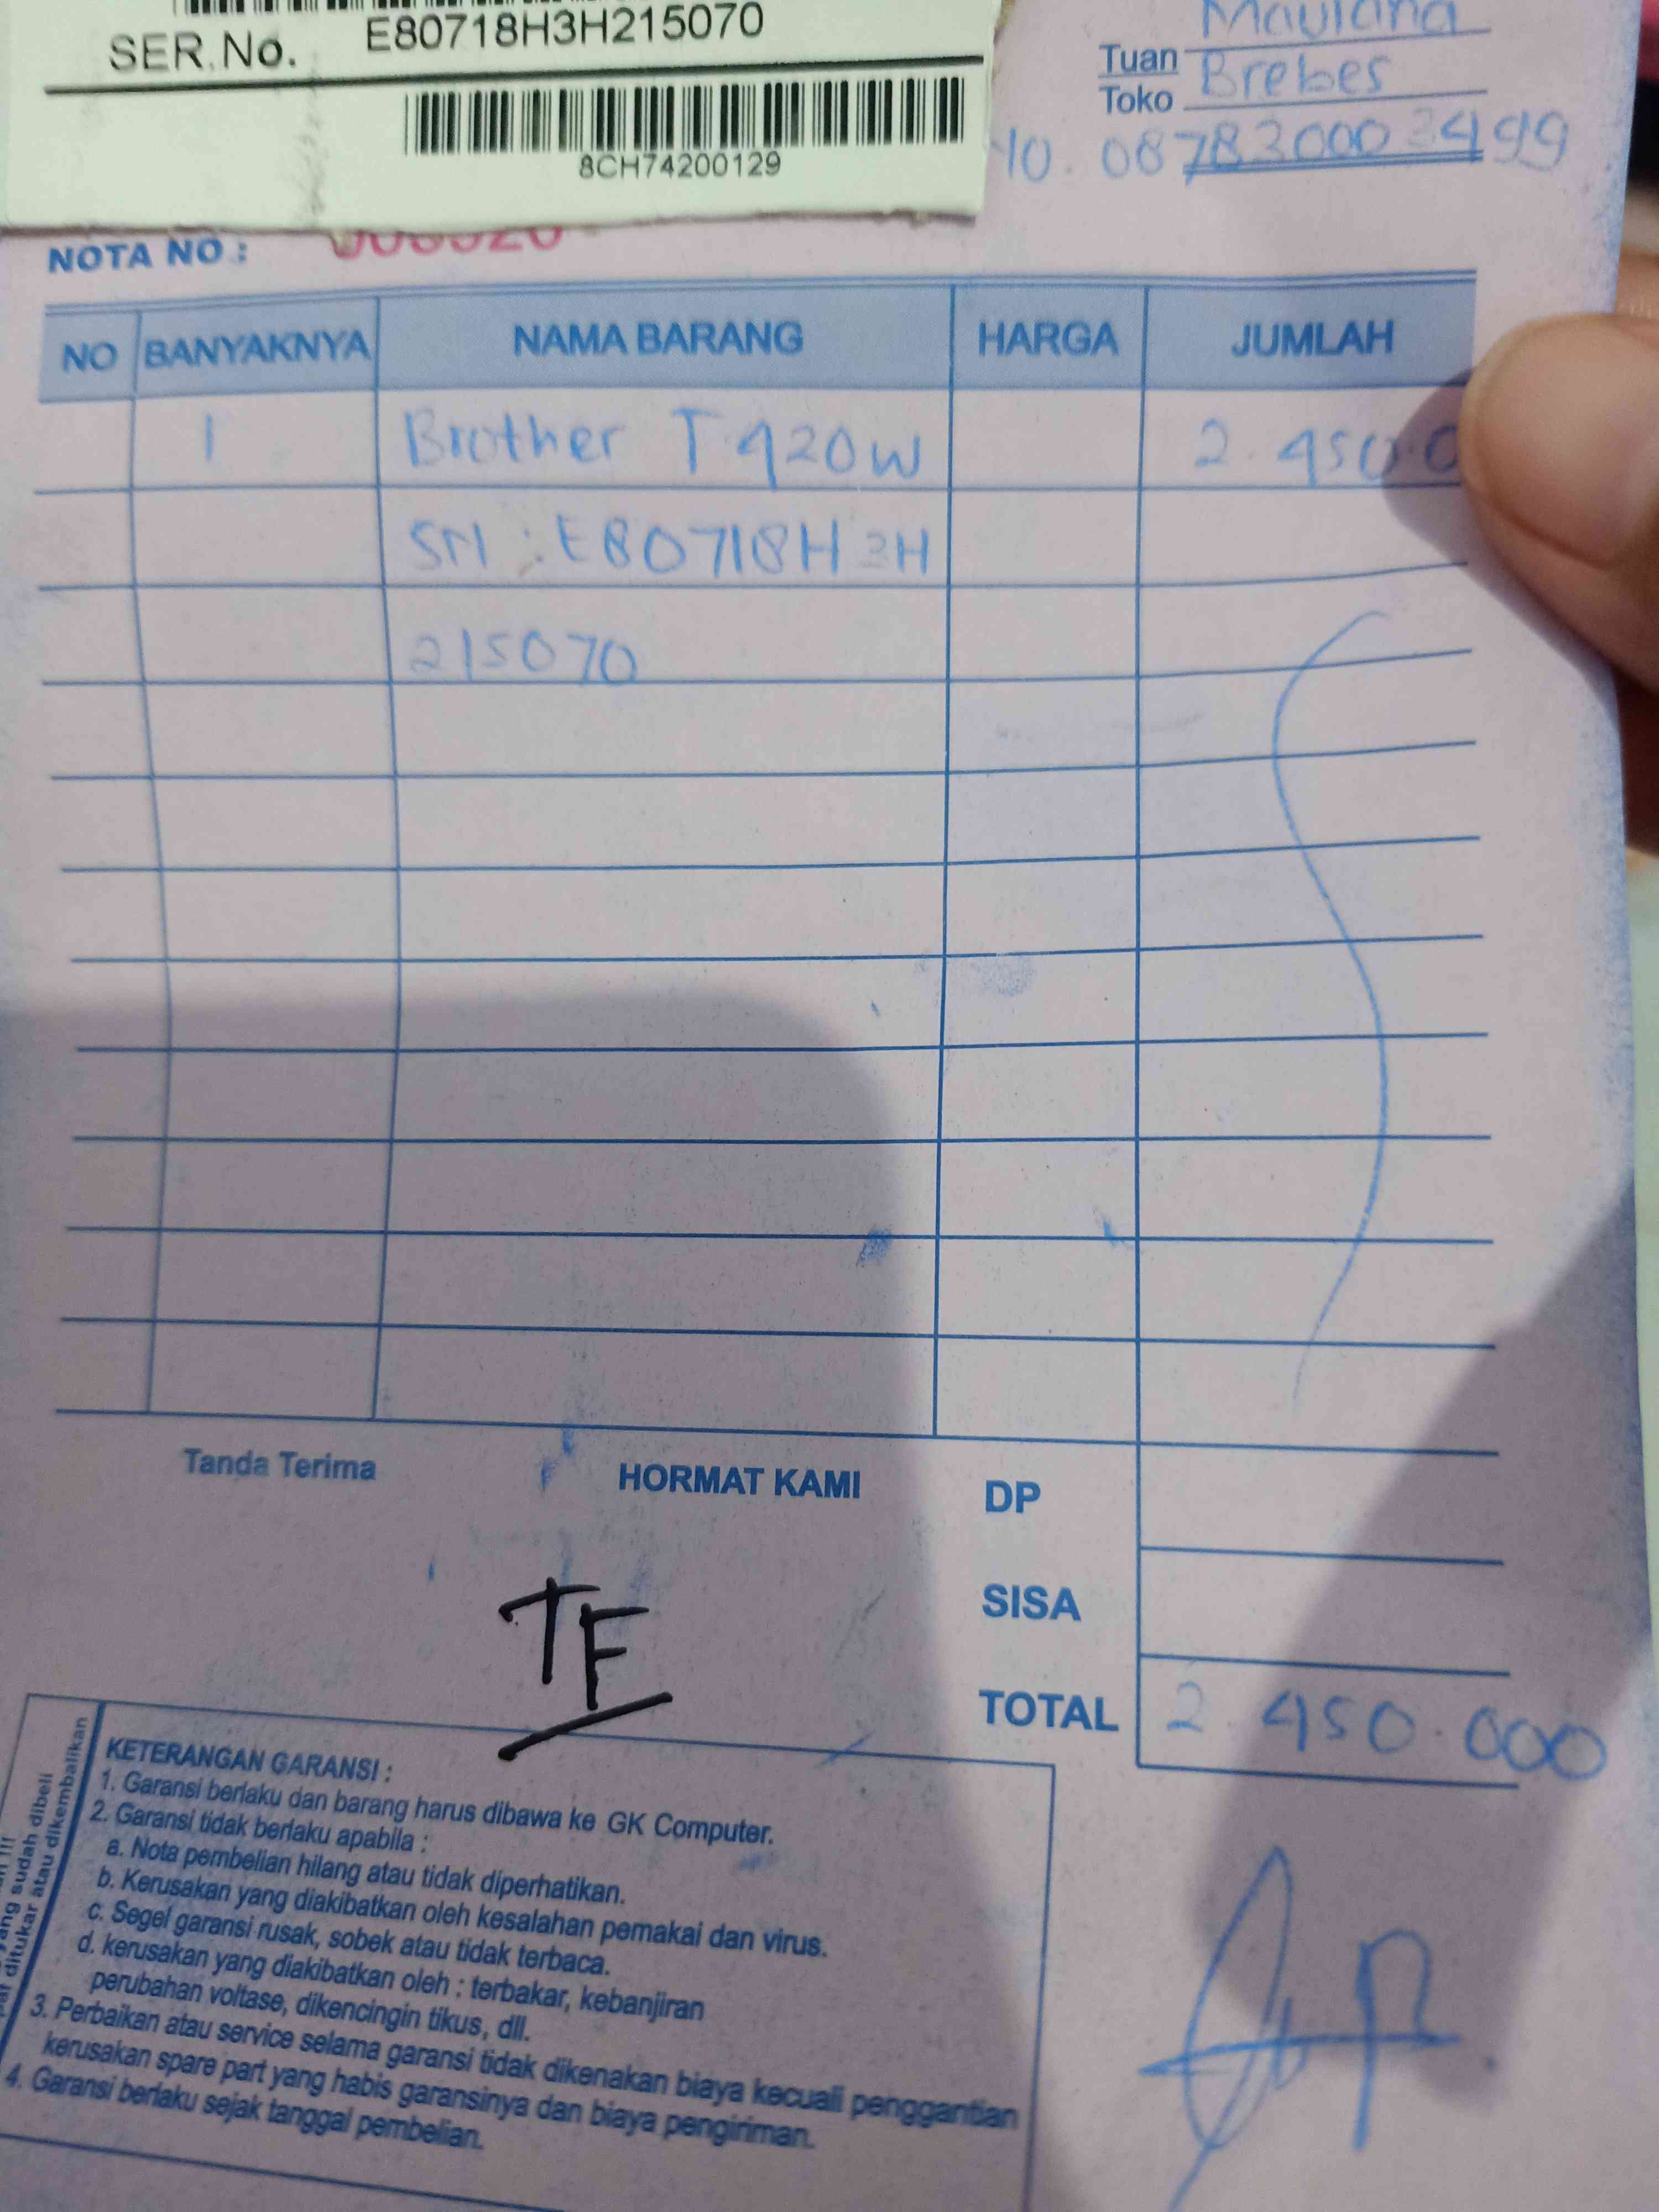 SER.No. E80718H3H215070
8CH74200129
Maulana
Tuan
Toko Brebes
087830003499
NOTA NO :
NO BANYAKNYA NAMA BARANG HARGA JUMLAH
1 Brother T420W 2.450.0
SN : E80718H3H
215070
Tanda Terima HORMAT KAMI DP
TF
SISA
TOTAL 2.450.000
KETERANGAN GARANSI :
1. Garansi berlaku dan barang harus dibawa ke GK Computer.
2. Garansi tidak berlaku apabila :
a. Nota pembelian hilang atau tidak diperhatikan.
b. Kerusakan yang diakibatkan oleh kesalahan pemakai dan virus.
c. Segel garansi rusak, sobek atau tidak terbaca.
d. kerusakan yang diakibatkan oleh : terbakar, kebanjiran
perubahan voltase, dikencingin tikus, dll.
3. Perbaikan atau service selama garansi tidak dikenakan biaya kecuali penggantian
kerusakan spare part yang habis garansinya dan biaya pengiriman.
4. Garansi berlaku sejak tanggal pembelian.
sudah dibeli
ditukar atau dikembalikan